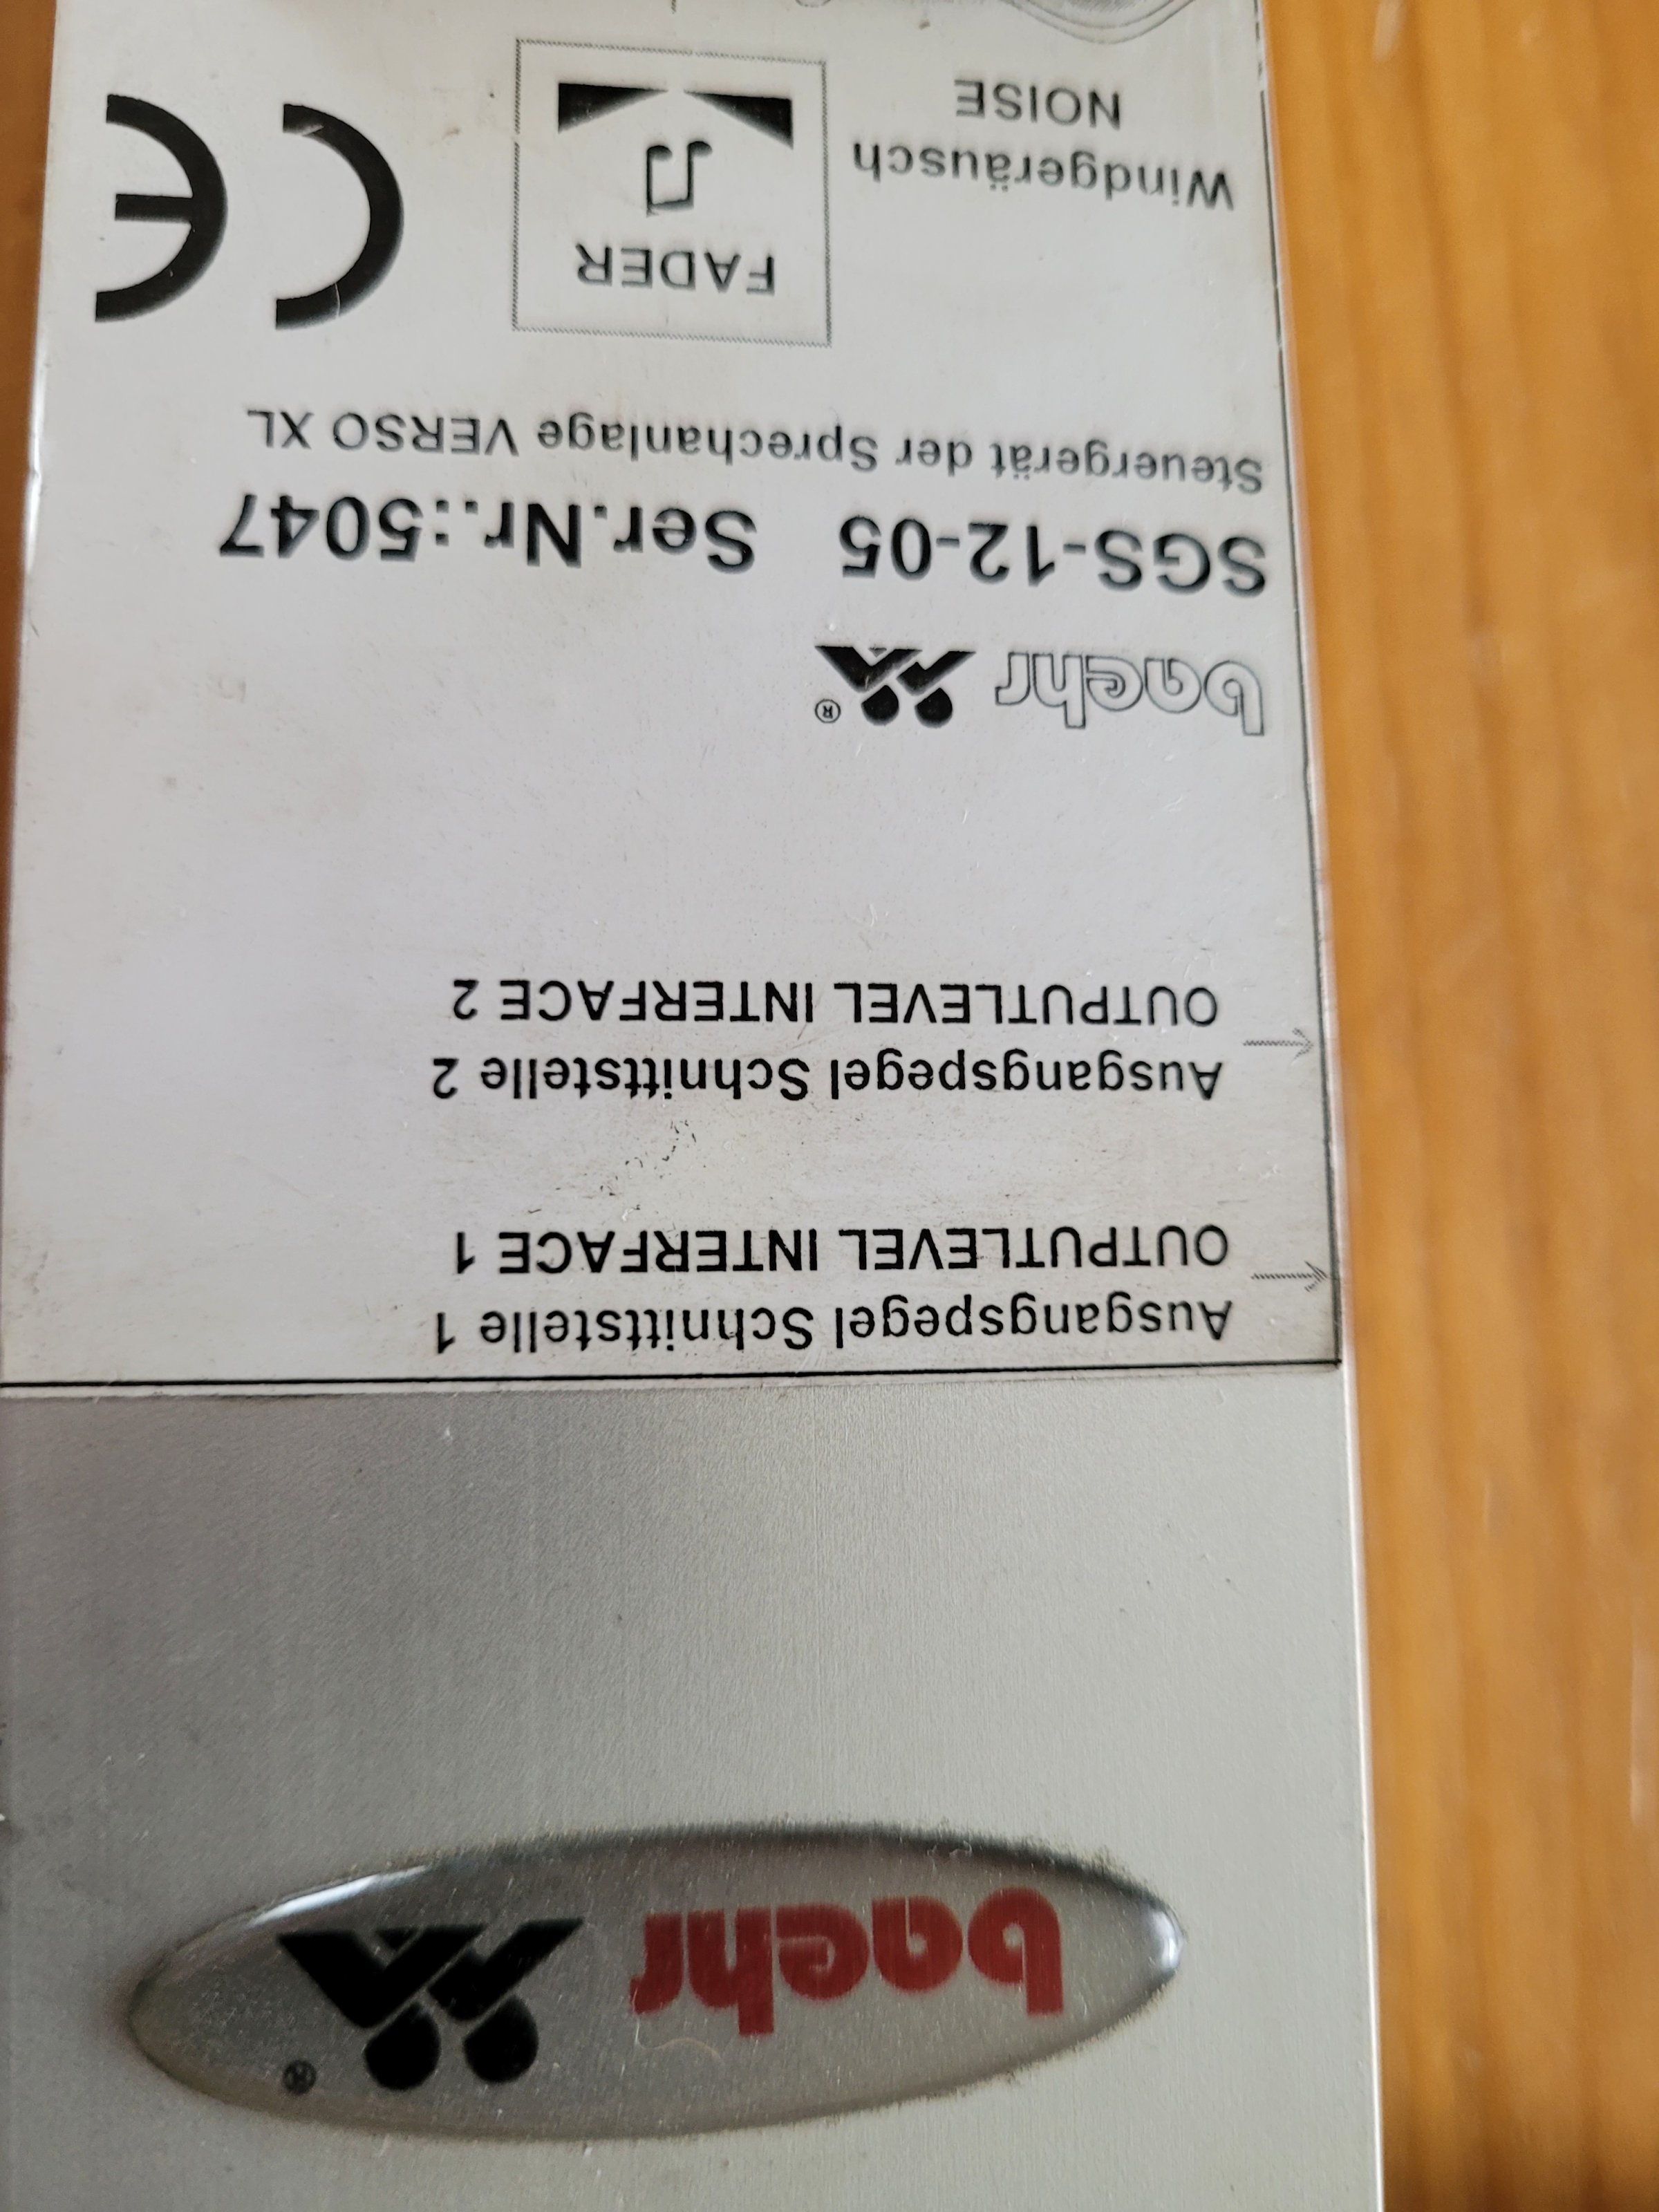 baehr ®
Ausgangspegel Schnittstelle 1
OUTPUTLEVEL INTERFACE 1
Ausgangspegel Schnittstelle 2
OUTPUTLEVEL INTERFACE 2
baehr ®
SGS-12-05 Ser.Nr.:5047
Steuergerät der Sprechanlage VERSO XL
Windgeräusch
NOISE
FADER
CE